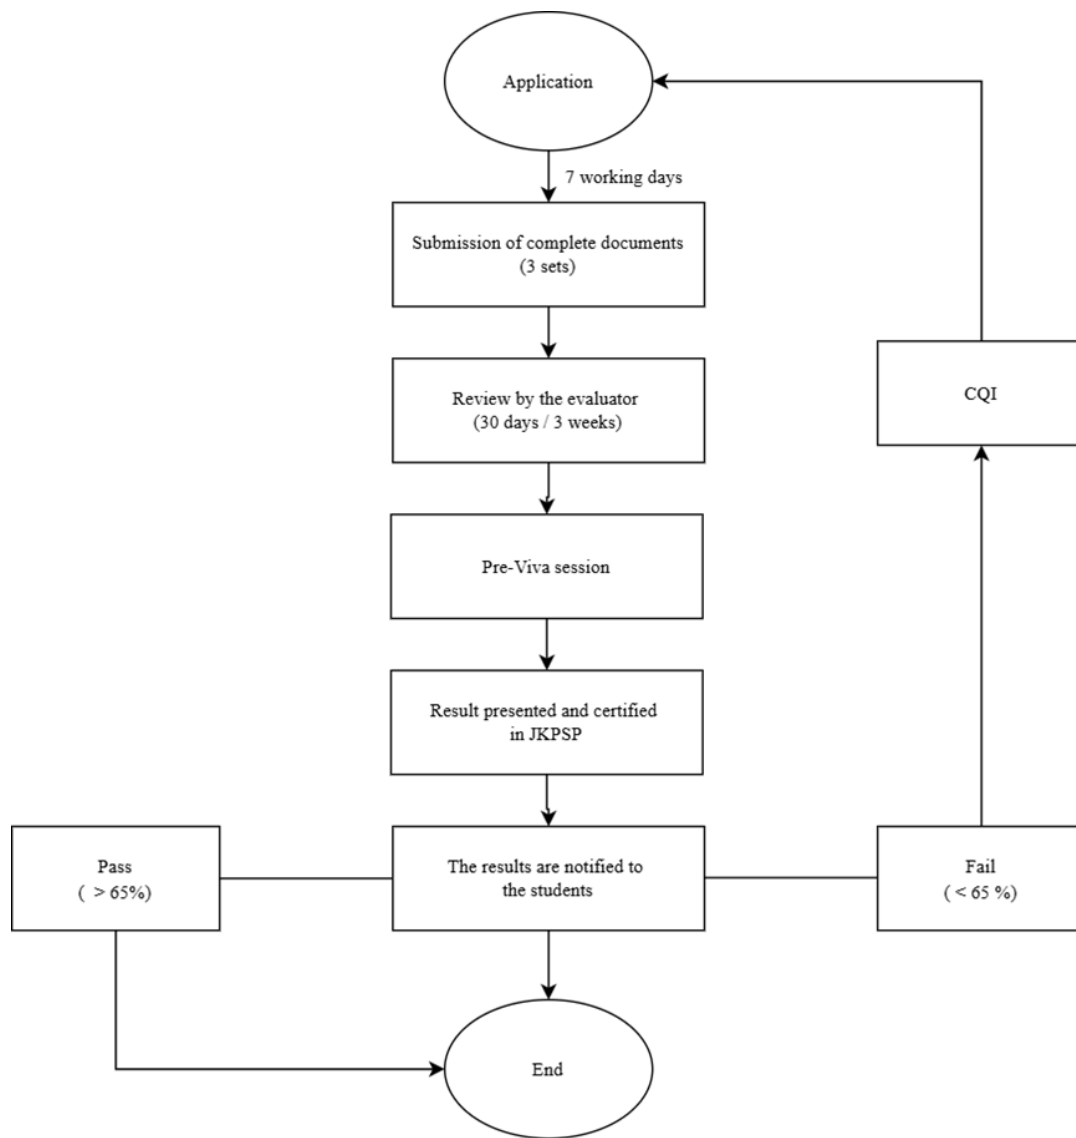 Application
7 working days
Submission of complete documents
(3 sets)
Review by the evaluator
(30 days / 3 weeks)
CQI
Pre-Viva session
Result presented and certified
in JKPSP
Pass
( > 65%)
The results are notified to
the students
Fail
( < 65 %)
End